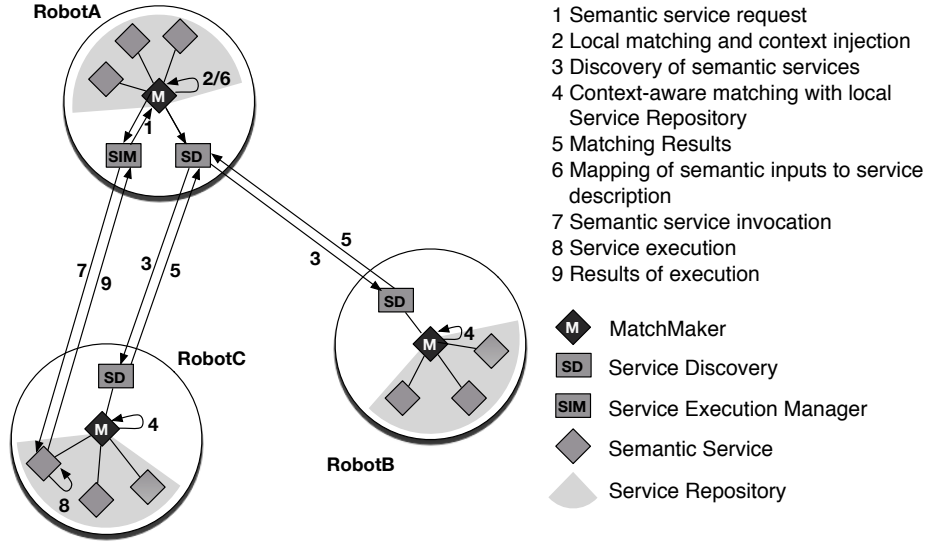 RobotA
M
2/6
1
SIM
SD
7
9
3
5
5
3
SD
M
4
RobotB
RobotC
SD
M
4
8
1 Semantic service request
2 Local matching and context injection
3 Discovery of semantic services
4 Context-aware matching with local
Service Repository
5 Matching Results
6 Mapping of semantic inputs to service
description
7 Semantic service invocation
8 Service execution
9 Results of execution
M MatchMaker
SD Service Discovery
SIM Service Execution Manager
Semantic Service
Service Repository